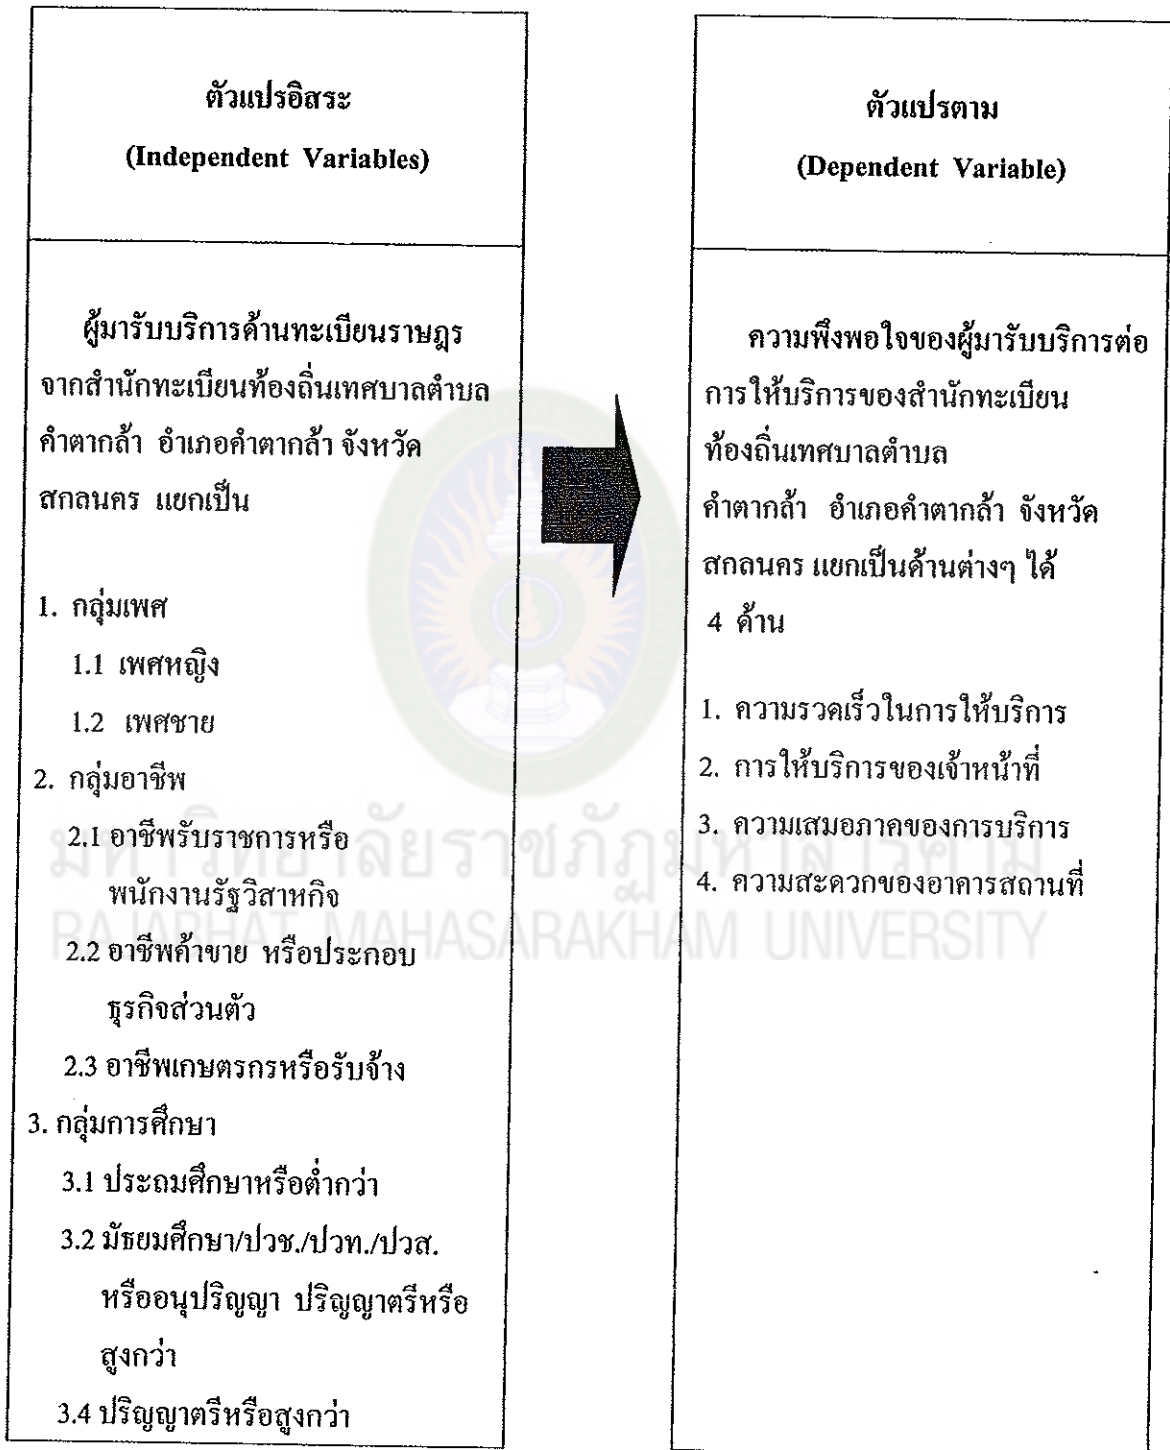 ตัวแปรอิสระ
(Independent Variables)
ผู้มารับบริการด้านทะเบียนราษฎร
จากสำนักทะเบียนท้องถิ่นเทศบาลตำบล
คำตากล้า อำเภอคำตากล้า จังหวัด
สกลนคร แยกเป็น
1. กลุ่มเพศ
1.1 เพศหญิง
1.2 เพศชาย
2. กลุ่มอาชีพ
2.1 อาชีพรับราชการหรือ
พนักงานรัฐวิสาหกิจ
2.2 อาชีพค้าขาย หรือประกอบ
ธุรกิจส่วนตัว
2.3 อาชีพเกษตรกรหรือรับจ้าง
3. กลุ่มการศึกษา
3.1 ประถมศึกษาหรือต่ำกว่า
3.2 มัธยมศึกษา/ปวช./ปวท./ปวส.
หรืออนุปริญญา ปริญญาตรีหรือ
สูงกว่า
3.4 ปริญญาตรีหรือสูงกว่า
ตัวแปรตาม
(Dependent Variable)
ความพึงพอใจของผู้มารับบริการต่อ
การให้บริการของสำนักทะเบียน
ท้องถิ่นเทศบาลตำบล
คำตากล้า อำเภอคำตากล้า จังหวัด
สกลนคร แยกเป็นด้านต่างๆ ได้
4 ด้าน
1. ความรวดเร็วในการให้บริการ
2. การให้บริการของเจ้าหน้าที่
3. ความเสมอภาคของการบริการ
4. ความสะดวกของอาคารสถานที่
มหาวิทยาลัยราชภัฏมหาสารคาม
RAJABHAT MAHASARAKHAM UNIVERSITY